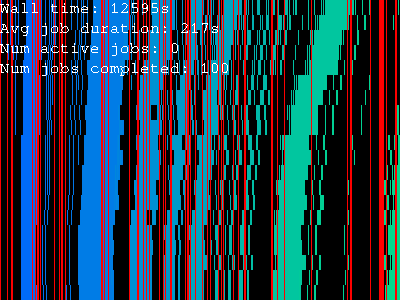 Wall time: 12595s
Avg job duration: 217s
Num active jobs: 0
Num jobs completed: 100